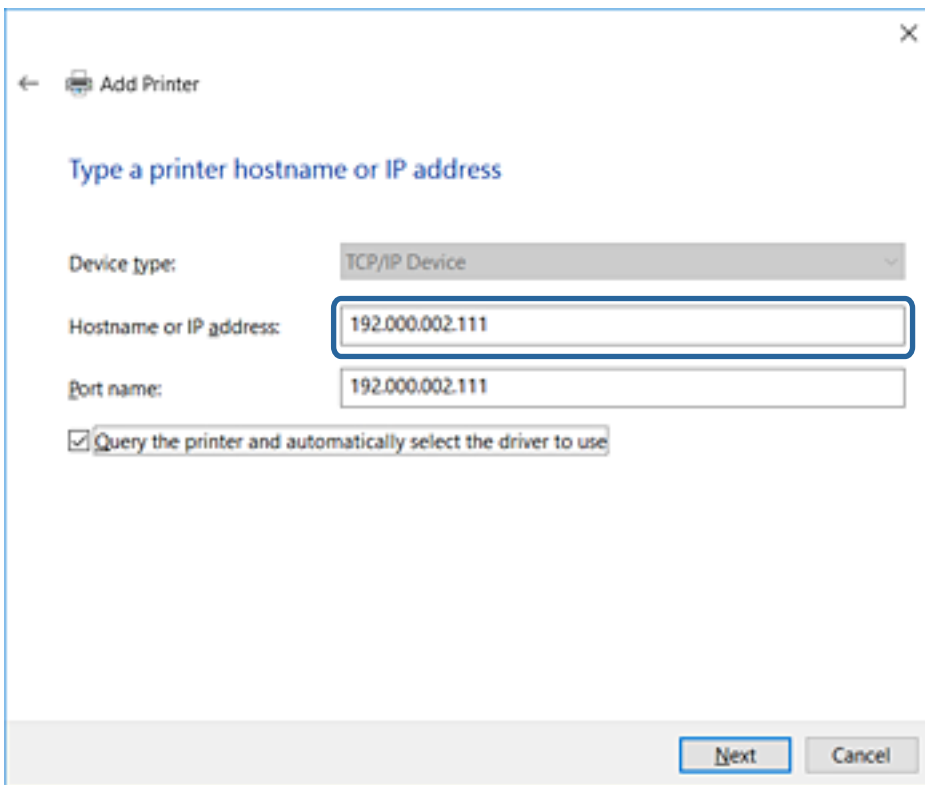 Add Printer
Type a printer hostname or IP address
Device type: TCP/IP Device
Hostname or IP address: 192.000.002.111
Port name: 192.000.002.111
Query the printer and automatically select the driver to use
Next Cancel